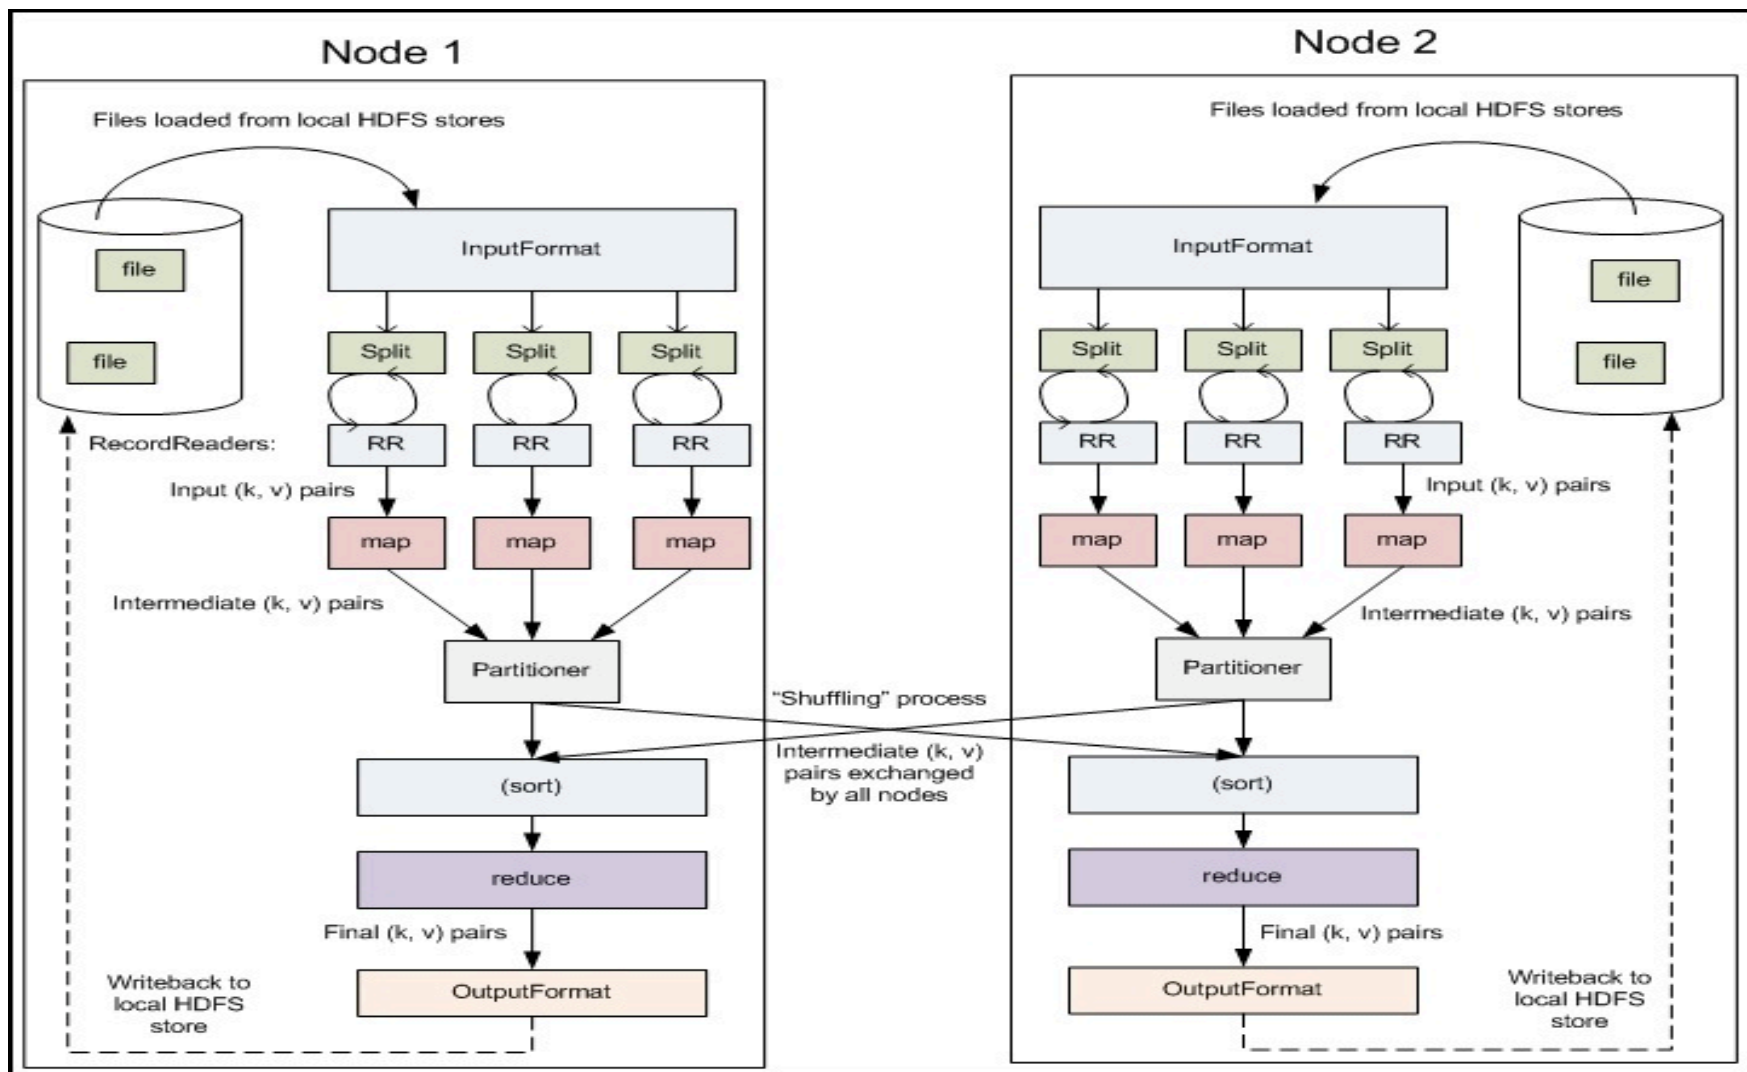 Node 1
Files loaded from local HDFS stores
InputFormat
file
file
Split
Split
Split
RecordReaders:
RR
RR
RR
Input (k, v) pairs
map
map
map
Intermediate (k, v) pairs
Partitioner
(sort)
reduce
Final (k, v) pairs
OutputFormat
Writeback to
local HDFS
store
"Shuffling" process
Intermediate (k, v)
pairs exchanged
by all nodes
Node 2
Files loaded from local HDFS stores
InputFormat
file
file
Split
Split
Split
RR
RR
RR
Input (k, v) pairs
map
map
map
Intermediate (k, v) pairs
Partitioner
(sort)
reduce
Final (k, v) pairs
OutputFormat
Writeback to
local HDFS
store